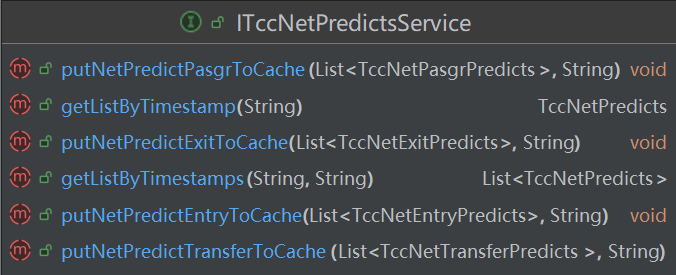 ITccNetPredictsService
putNetPredictPasgrToCache(List<TccNetPasgrPredicts>, String) void
getListByTimestamp(String) TccNetPredicts
putNetPredictExitToCache(List<TccNetExitPredicts>, String) void
getListByTimestamps(String, String) List<TccNetPredicts>
putNetPredictEntryToCache(List<TccNetEntryPredicts>, String) void
putNetPredictTransferToCache(List<TccNetTransferPredicts>, String)